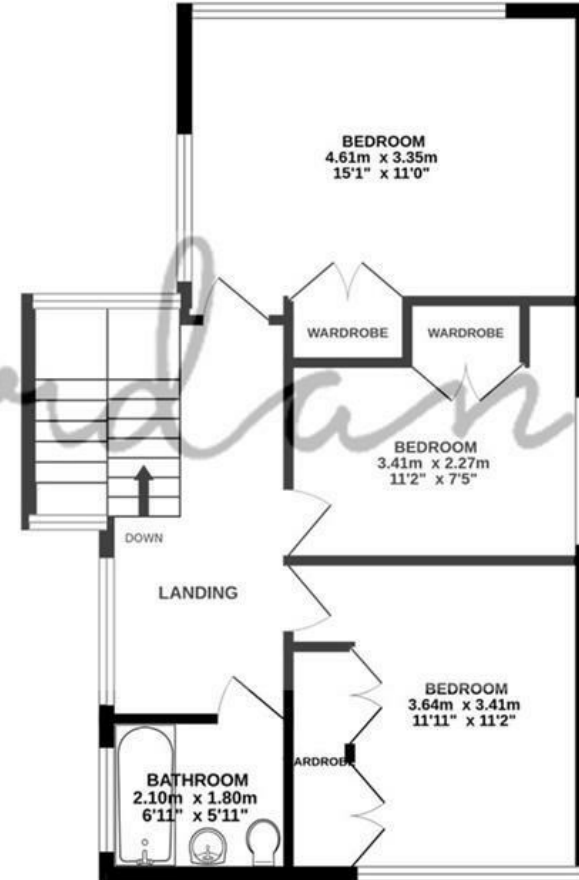 BEDROOM
4.61m x 3.35m
15'1" x 11'0"
WARDROBE
WARDROBE
BEDROOM
3.41m x 2.27m
11'2" x 7'5"
DOWN
LANDING
BEDROOM
3.64m x 3.41m
11'11" x 11'2"
ARDROBE
BATHROOM
2.10m x 1.80m
6'11" x 5'11"
rdan